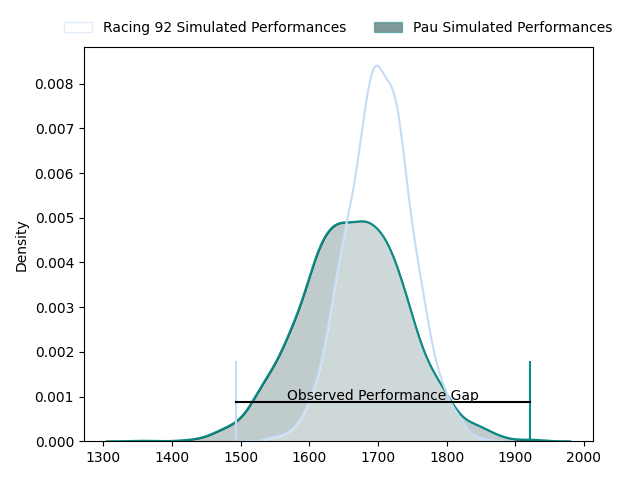 Racing 92 Simulated Performances Pau Simulated Performances
0.008
0.007
0.006
0.005
0.004
0.003
0.002
0.001
0.000
Density
Observed Performance Gap
1300 1400 1500 1600 1700 1800 1900 2000